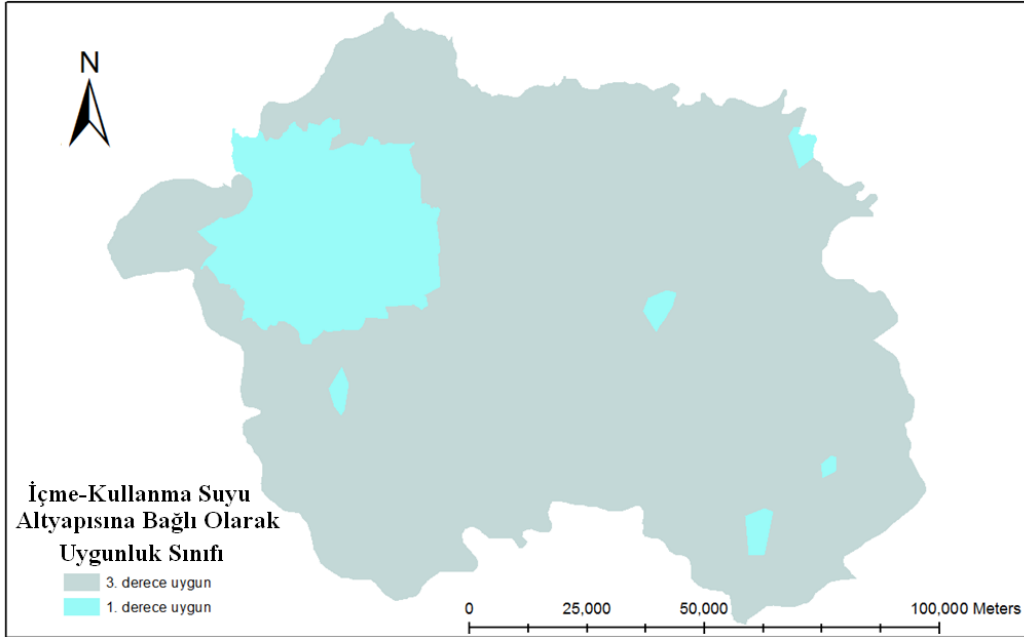 N
İçme-Kullanma Suyu
Altyapısına Bağlı Olarak
Uygunluk Sınıfı
3. derece uygun
1. derece uygun
0 25,000 50,000 100,000 Meters